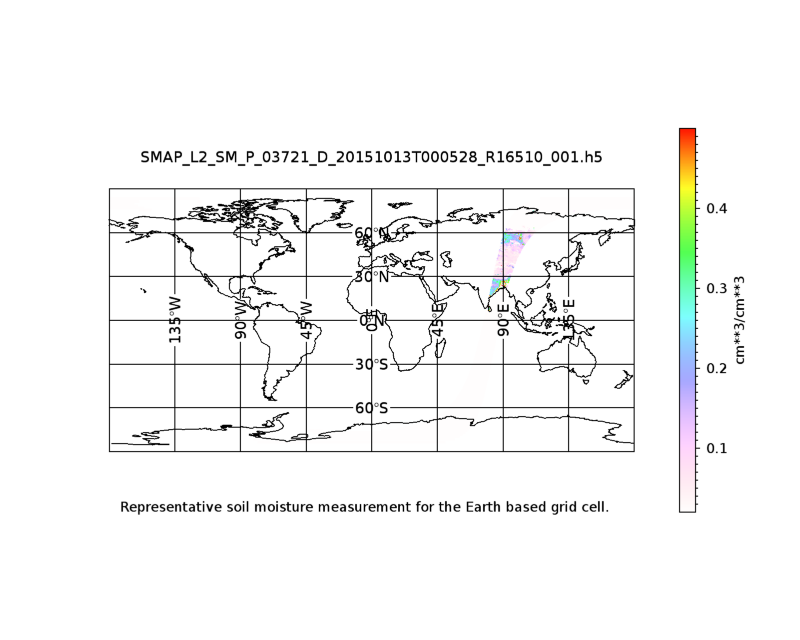 SMAP_L2_SM_P_03721_D_20151013T000528_R16510_001.h5
60°N
30°N
0°N
30°S
60°S
135°W
90°W
45°W
0°E
45°E
90°E
135°E
0.4
0.3
0.2
0.1
cm**3/cm**3
Representative soil moisture measurement for the Earth based grid cell.